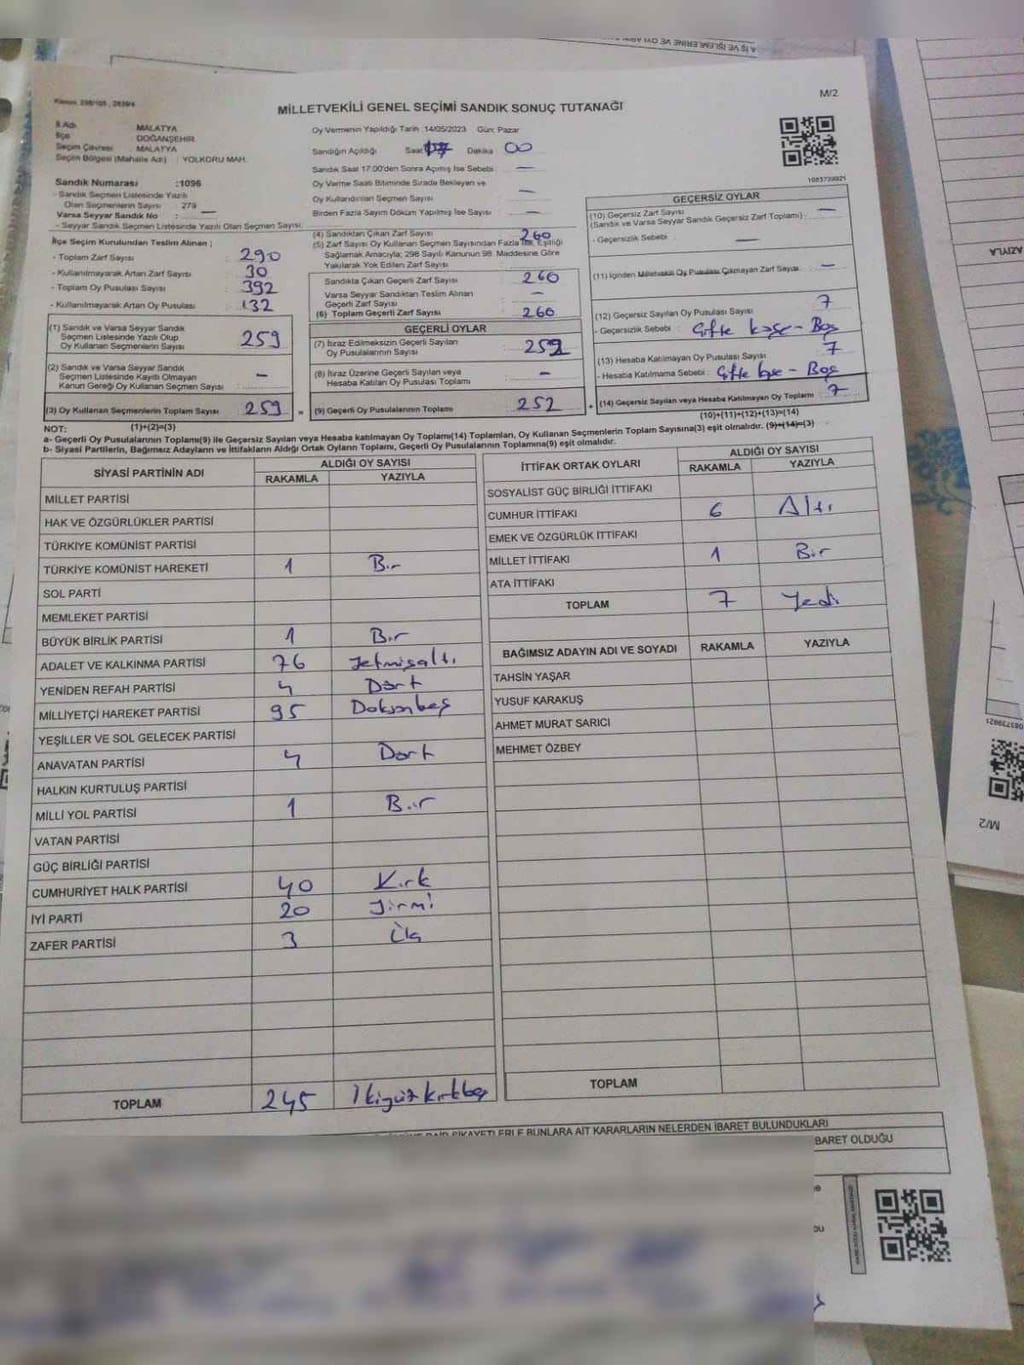 Kanun: 298/105 , 2839/4
M/2
MİLLETVEKİLİ GENEL SEÇİMİ SANDIK SONUÇ TUTANAĞI
İl Adı : MALATYA
İlçe : DOĞANŞEHİR
Seçim Çevresi : MALATYA
Seçim Bölgesi (Mahalle Adı) : YOLKORU MAH.
Oy Vermenin Yapıldığı Tarih :14/05/2023 Gün: Pazar
Sandığın Açıldığı Saat: Dakika 00
Sandık Saat 17:00'den Sonra Açılmış İse Sebebi : —
Oy Verme Saati Bitiminde Sırada Bekleyen ve
Oy Kullandırılan Seçmen Sayısı : —
Birden Fazla Sayım Döküm Yapılmış İse Sayısı : —
1083739921
Sandık Numarası :1096
- Sandık Seçmen Listesinde Yazılı
Olan Seçmenlerin Sayısı : 279
Varsa Seyyar Sandık No : —
- Seyyar Sandık Seçmen Listesinde Yazılı Olan Seçmen Sayısı:
İlçe Seçim Kurulundan Teslim Alınan ;
- Toplam Zarf Sayısı : 290
- Kullanılmayarak Artan Zarf Sayısı : 30
- Toplam Oy Pusulası Sayısı : 392
- Kullanılmayarak Artan Oy Pusulası : 132
(1) Sandık ve Varsa Seyyar Sandık
Seçmen Listesinde Yazılı Olup
Oy Kullanan Seçmenlerin Sayısı 259
(2) Sandık ve Varsa Seyyar Sandık
Seçmen Listesinde Kayıtlı Olmayan
Kanun Gereği Oy Kullanan Seçmen Sayısı : —
(3) Oy Kullanan Seçmenlerin Toplam Sayısı : 259
(1)+(2)=(3)
(4) Sandıktan Çıkan Zarf Sayısı : 260
(5) Zarf Sayısı Oy Kullanan Seçmen Sayısından Fazla İse, Eşitliği
Sağlamak Amacıyla; 298 Sayılı Kanunun 98. Maddesine Göre
Yakılarak Yok Edilen Zarf Sayısı :
Sandıkta Çıkan Geçerli Zarf Sayısı : 260
Varsa Seyyar Sandıktan Teslim Alınan
Geçerli Zarf Sayısı : —
(6) Toplam Geçerli Zarf Sayısı : 260
GEÇERLİ OYLAR
(7) İtiraz Edilmeksizin Geçerli Sayılan
Oy Pusulalarının Sayısı : 252
(8) İtiraz Üzerine Geçerli Sayılan veya
Hesaba Katılan Oy Pusulası Toplamı : —
(9) Geçerli Oy Pusulalarının Toplamı : 252
GEÇERSİZ OYLAR
(10) Geçersiz Zarf Sayısı : —
(Sandık ve Varsa Seyyar Sandık Geçersiz Zarf Toplamı)
- Geçersizlik Sebebi : —
(11) İçinden Milletvekili Oy Pusulası Çıkmayan Zarf Sayısı : —
(12) Geçersiz Sayılan Oy Pusulası Sayısı : 7
- Geçersizlik Sebebi : Çifte kaşe - Boş
(13) Hesaba Katılmayan Oy Pusulası Sayısı : 7
- Hesaba Katılmama Sebebi : Çifte kaşe - Boş
(14) Geçersiz Sayılan veya Hesaba Katılmayan Oy Toplamı : 7
(10)+(11)+(12)+(13)=(14)
NOT:
a- Geçerli Oy Pusulalarının Toplamı(9) ile Geçersiz Sayılan veya Hesaba katılmayan Oy Toplamı(14) Toplamları, Oy Kullanan Seçmenlerin Toplam Sayısına(3) eşit olmalıdır. (9)+(14)=(3)
b- Siyasi Partilerin, Bağımsız Adayların ve İttifakların Aldığı Ortak Oyların Toplamı, Geçerli Oy Pusulalarının Toplamına(9) eşit olmalıdır.
SİYASİ PARTİNİN ADI ALDIĞI OY SAYISI
RAKAMLA YAZIYLA
MİLLET PARTİSİ
HAK VE ÖZGÜRLÜKLER PARTİSİ
TÜRKİYE KOMÜNİST PARTİSİ
TÜRKİYE KOMÜNİST HAREKETİ 1 Bir
SOL PARTİ
MEMLEKET PARTİSİ
BÜYÜK BİRLİK PARTİSİ 1 Bir
ADALET VE KALKINMA PARTİSİ 76 Yetmişaltı
YENİDEN REFAH PARTİSİ 4 Dört
MİLLİYETÇİ HAREKET PARTİSİ 95 Doksanbeş
YEŞİLLER VE SOL GELECEK PARTİSİ
ANAVATAN PARTİSİ 4 Dört
HALKIN KURTULUŞ PARTİSİ
MİLLİ YOL PARTİSİ 1 Bir
VATAN PARTİSİ
GÜÇ BİRLİĞİ PARTİSİ
CUMHURİYET HALK PARTİSİ 40 Kırk
İYİ PARTİ 20 Yirmi
ZAFER PARTİSİ 3 Üç
TOPLAM 245 İkiyüzkırkbeş
İTTİFAK ORTAK OYLARI ALDIĞI OY SAYISI
RAKAMLA YAZIYLA
SOSYALİST GÜÇ BİRLİĞİ İTTİFAKI
CUMHUR İTTİFAKI 6 Altı
EMEK VE ÖZGÜRLÜK İTTİFAKI
MİLLET İTTİFAKI 1 Bir
ATA İTTİFAKI
TOPLAM 7 Yedi
BAĞIMSIZ ADAYIN ADI VE SOYADI RAKAMLA YAZIYLA
TAHSİN YAŞAR
YUSUF KARAKUŞ
AHMET MURAT SARICI
MEHMET ÖZBEY
TOPLAM
ŞİKAYETLERLE BUNLARA AİT KARARLARIN NELERDEN İBARET BULUNDUKLARI
BARET OLDUĞU
M/2
YAZIYLA